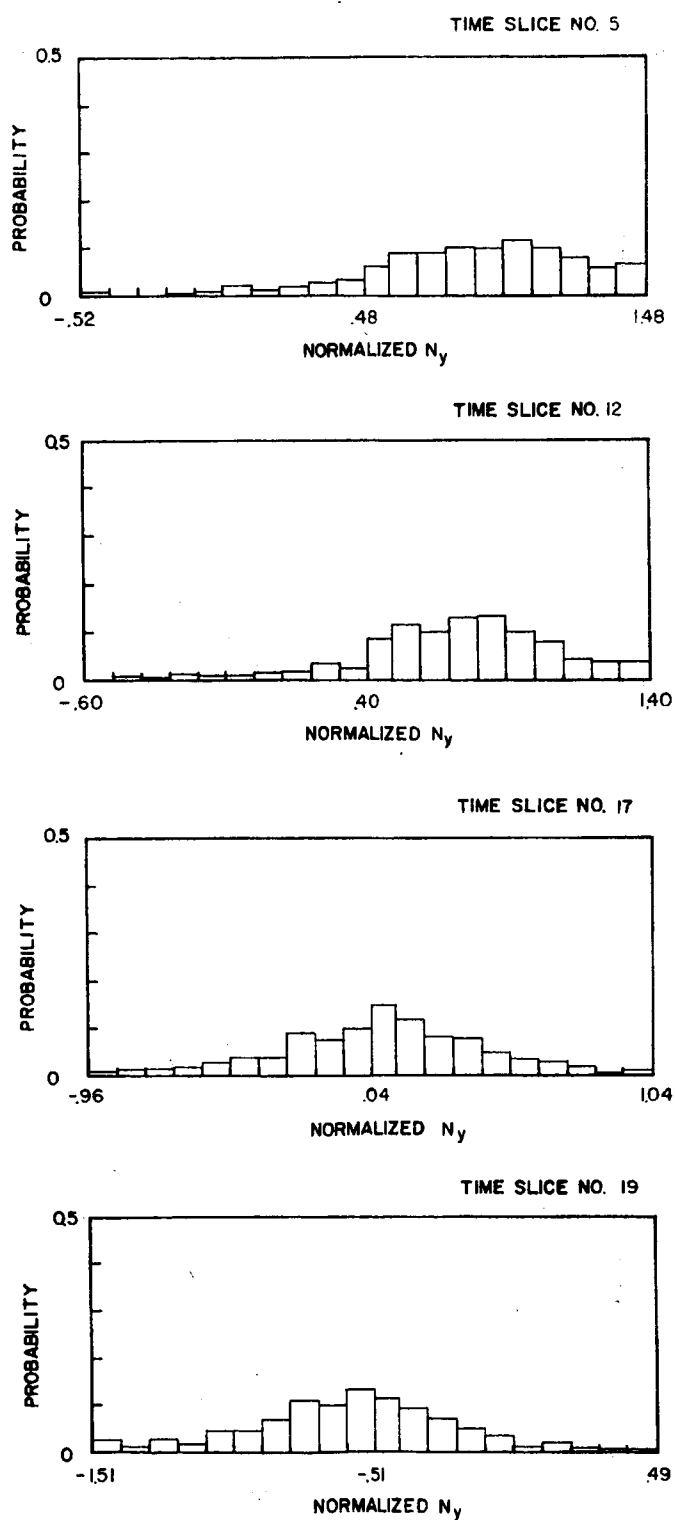 TIME SLICE NO. 5
0.5
PROBABILITY
0
-.52 .48 1.48
NORMALIZED Ny
TIME SLICE NO. 12
0.5
PROBABILITY
0
-.60 .40 1.40
NORMALIZED Ny
TIME SLICE NO. 17
0.5
PROBABILITY
0
-.96 .04 1.04
NORMALIZED Ny
TIME SLICE NO. 19
0.5
PROBABILITY
0
-1.51 -.51 .49
NORMALIZED Ny